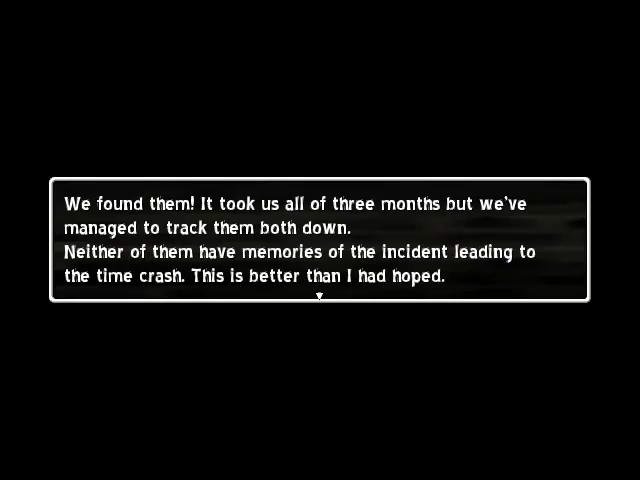 We found them! It took us all of three months but we've
managed to track them both down.
Neither of them have memories of the incident leading to
the time crash. This is better than I had hoped.